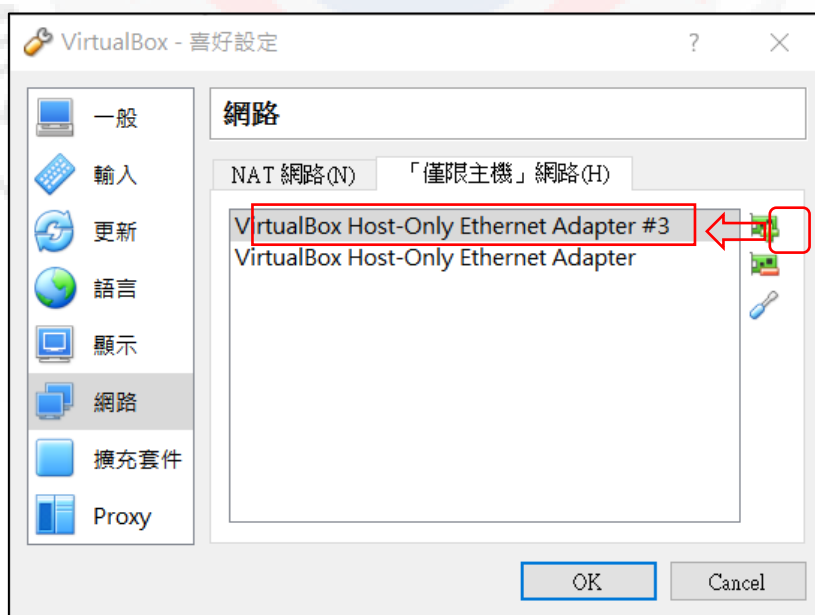 VirtualBox - 喜好設定
?
一般
輸入
更新
語言
顯示
網路
擴充套件
Proxy
網路
NAT 網路(N)
「僅限主機」網路(H)
VirtualBox Host-Only Ethernet Adapter #3
VirtualBox Host-Only Ethernet Adapter
OK
Cancel